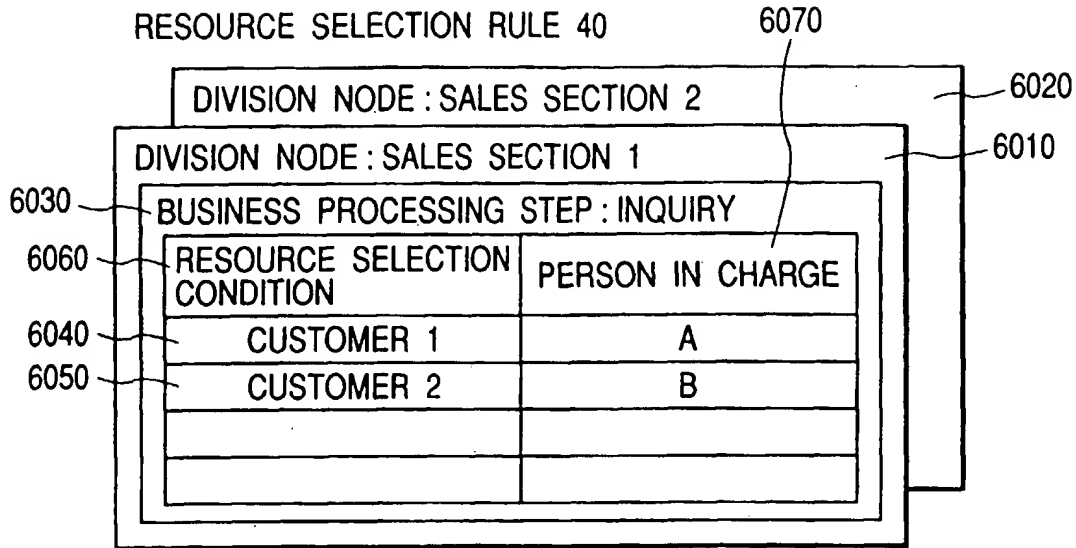 RESOURCE SELECTION RULE 40
6070
DIVISION NODE : SALES SECTION 2
6020
DIVISION NODE : SALES SECTION 1
6010
6030
BUSINESS PROCESSING STEP : INQUIRY
6060
RESOURCE SELECTION
CONDITION
PERSON IN CHARGE
6040
CUSTOMER 1
A
6050
CUSTOMER 2
B